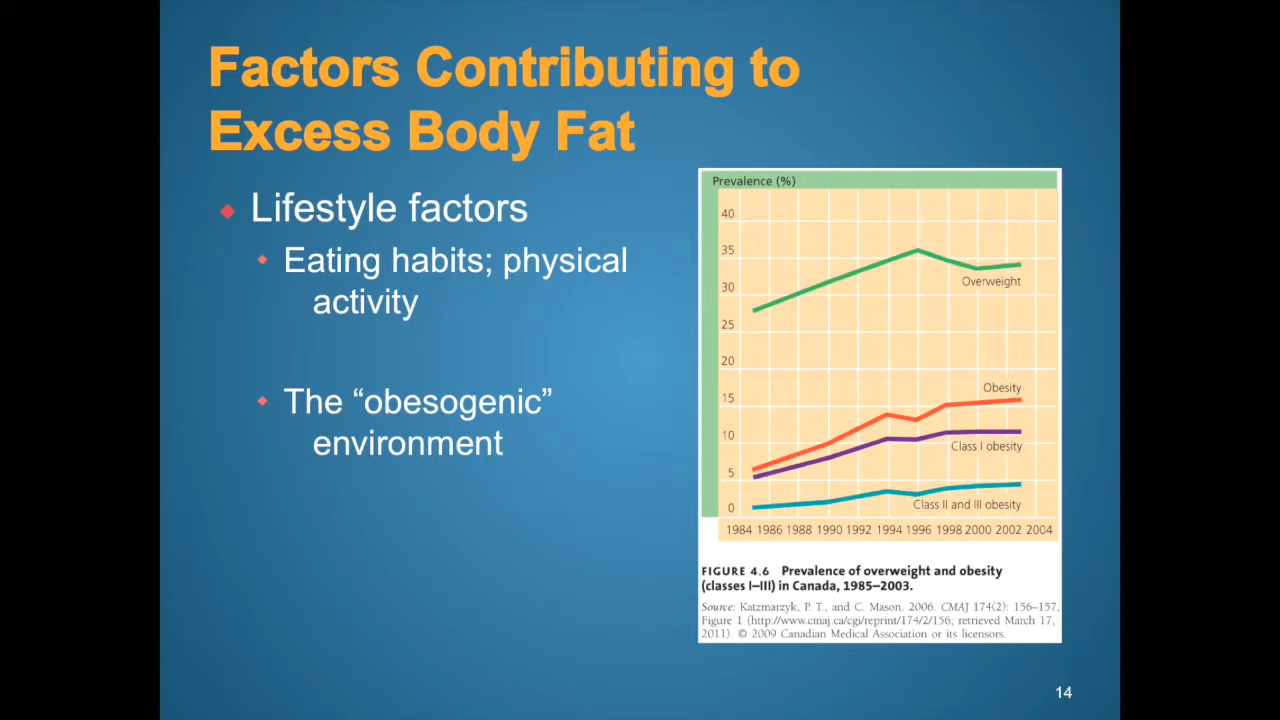 Factors Contributing to
Excess Body Fat
Lifestyle factors
Eating habits; physical
activity
The “obesogenic”
environment
Prevalence (%)
40
35
30
25
20
15
10
5
0
Overweight
Obesity
Class I obesity
Class II and III obesity
1984 1986 1988 1990 1992 1994 1996 1998 2000 2002 2004
FIGURE 4.6 Prevalence of overweight and obesity
(classes I–III) in Canada, 1985–2003.
Source: Katzmarzyk, P. T., and C. Mason. 2006. CMAJ 174(2): 156–157,
Figure 1 (http://www.cmaj.ca/cgi/reprint/174/2/156; retrieved March 17,
2011). © 2009 Canadian Medical Association or its licensors.
14